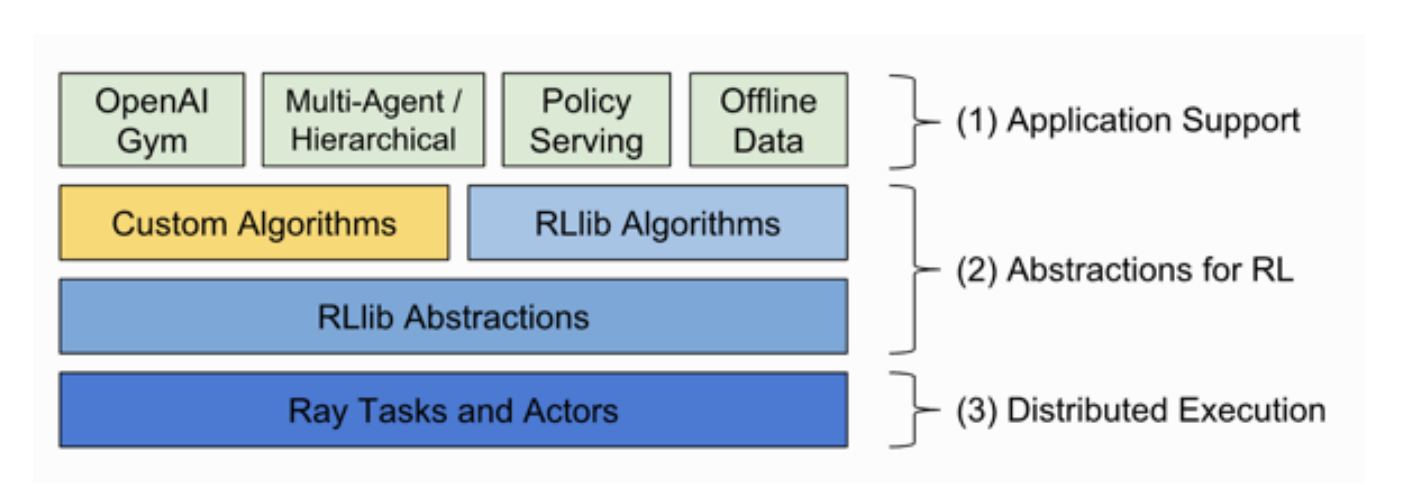 OpenAI
Gym
Multi-Agent /
Hierarchical
Policy
Serving
Offline
Data
(1) Application Support
Custom Algorithms
RLlib Algorithms
(2) Abstractions for RL
RLlib Abstractions
Ray Tasks and Actors
(3) Distributed Execution